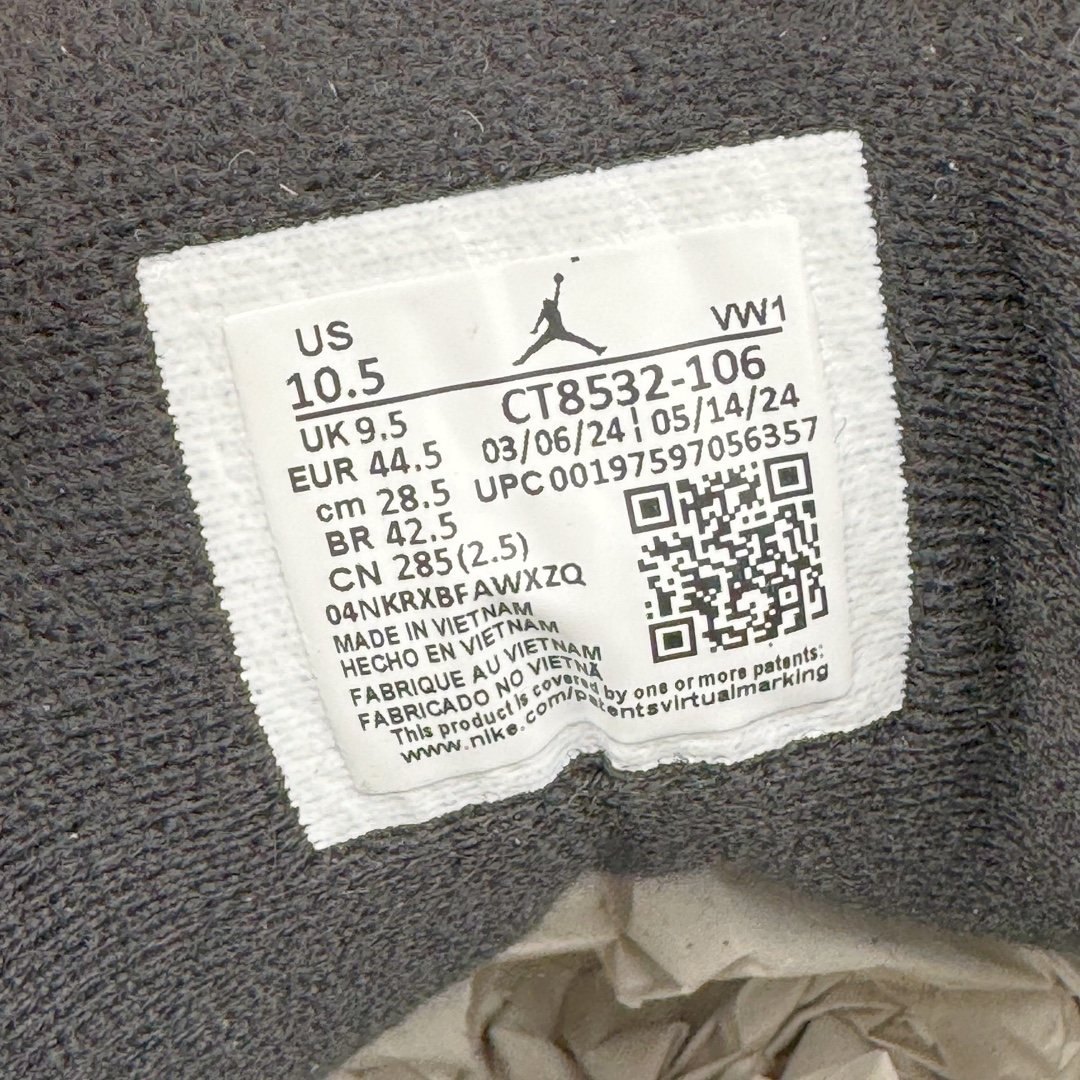 US
VW1
10.5
CT8532-106
UK 9.5
03/06/24 | 05/14/24
EUR 44.5
UPC 00197597056357
cm 28.5
BR 42.5
CN 285(2.5)
04NKRXBFAWXZQ
MADE IN VIETNAM
HECHO EN VIETNAM
FABRIQUE AU VIETNAM
FABRICADO NO VIETNÃ
This product is covered by one or more patents:
www.nike.com/patentsvirtualmarking